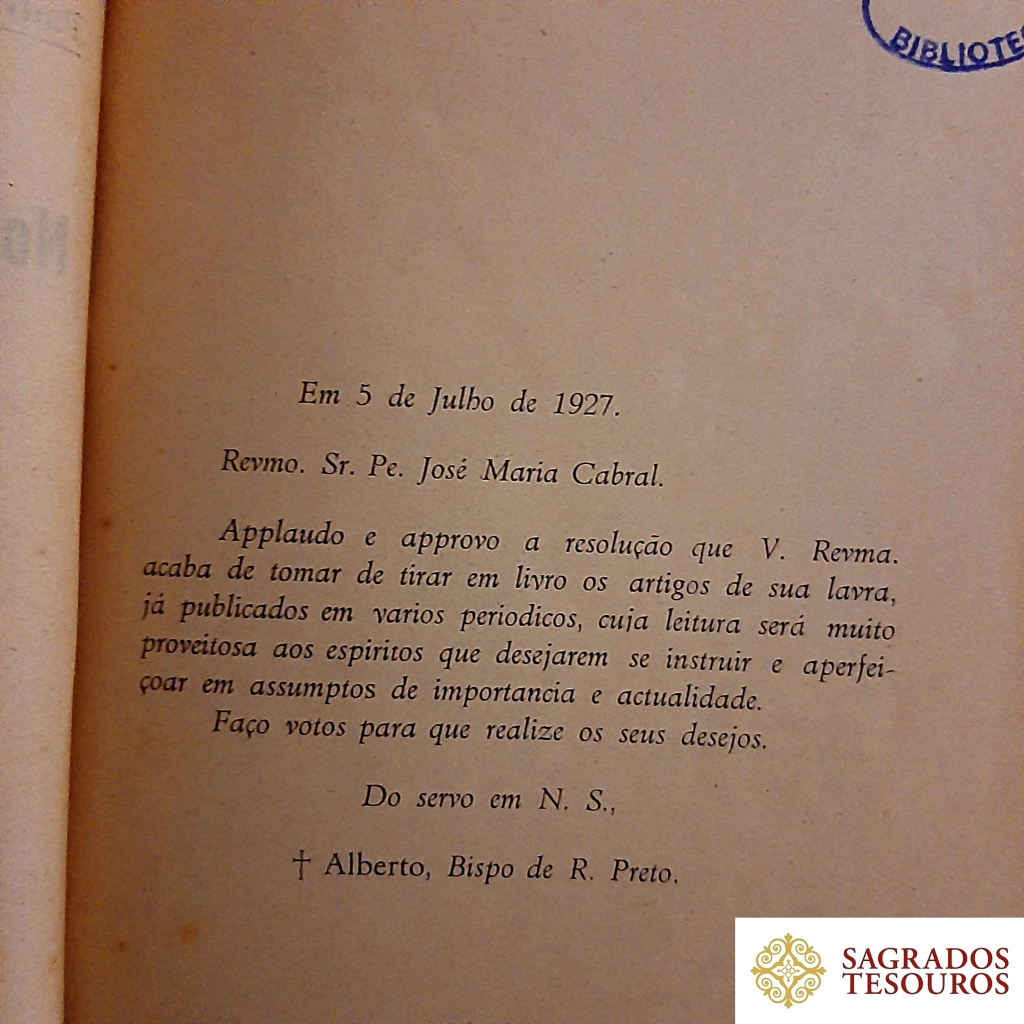 BIBLIOTE
No
Em 5 de Julho de 1927.
Revmo. Sr. Pe. José Maria Cabral.
Applaudo e approvo a resolução que V. Revma.
acaba de tomar de tirar em livro os artigos de sua lavra,
já publicados em varios periodicos, cuja leitura será muito
proveitosa aos espiritos que desejarem se instruir e aperfei-
çoar em assumptos de importancia e actualidade.
Faço votos para que realize os seus desejos.
Do servo em N. S.,
† Alberto, Bispo de R. Preto.
SAGRADOS
TESOUROS